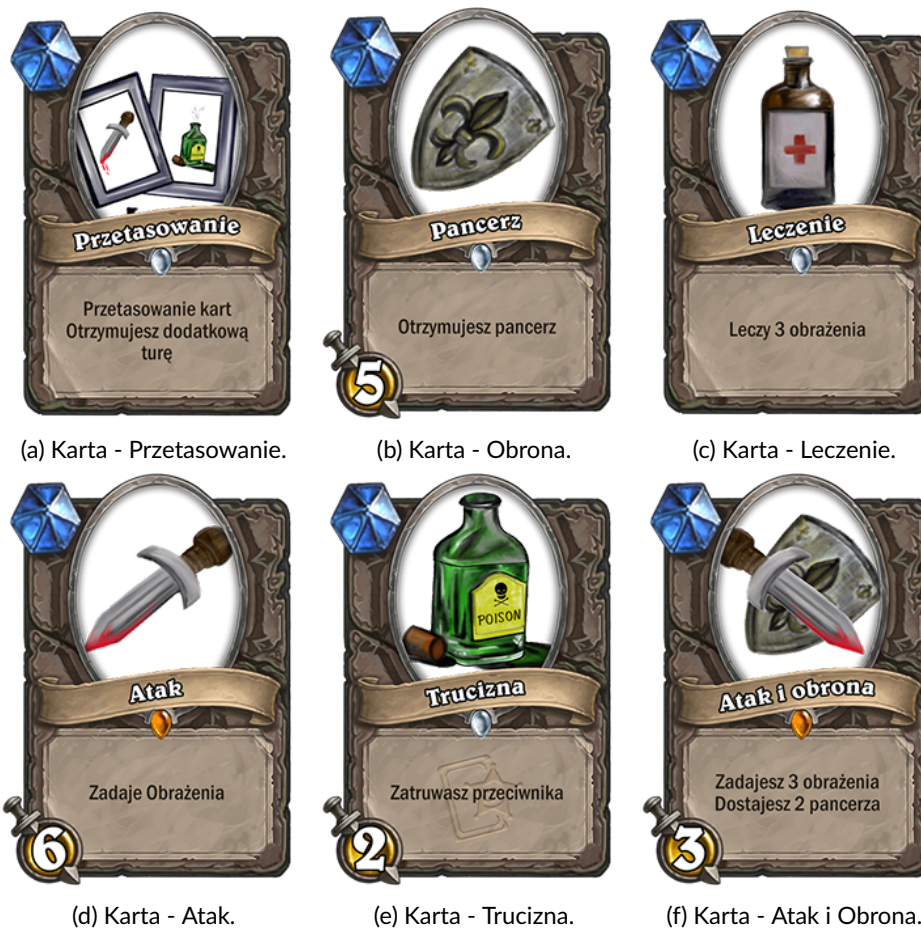 Przetasowanie
Przetasowanie kart
Otrzymujesz dodatkową
turę
(a) Karta - Przetasowanie.
Pancerz
Otrzymujesz pancerz
5
(b) Karta - Obrona.
Leczenie
Leczy 3 obrażenia
(c) Karta - Leczenie.
Atak
Zadaje Obrażenia
6
(d) Karta - Atak.
POISON
Trucizna
Zatruwasz przeciwnika
2
(e) Karta - Trucizna.
Atak i obrona
Zadajesz 3 obrażenia
Dostajesz 2 pancerza
3
(f) Karta - Atak i Obrona.